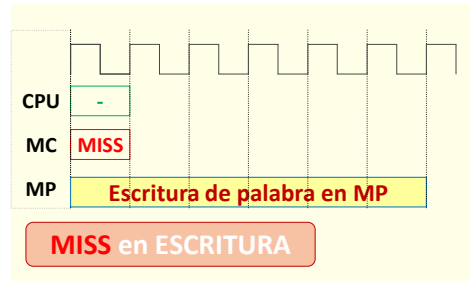 CPU -
MC MISS
MP Escritura de palabra en MP
MISS en ESCRITURA